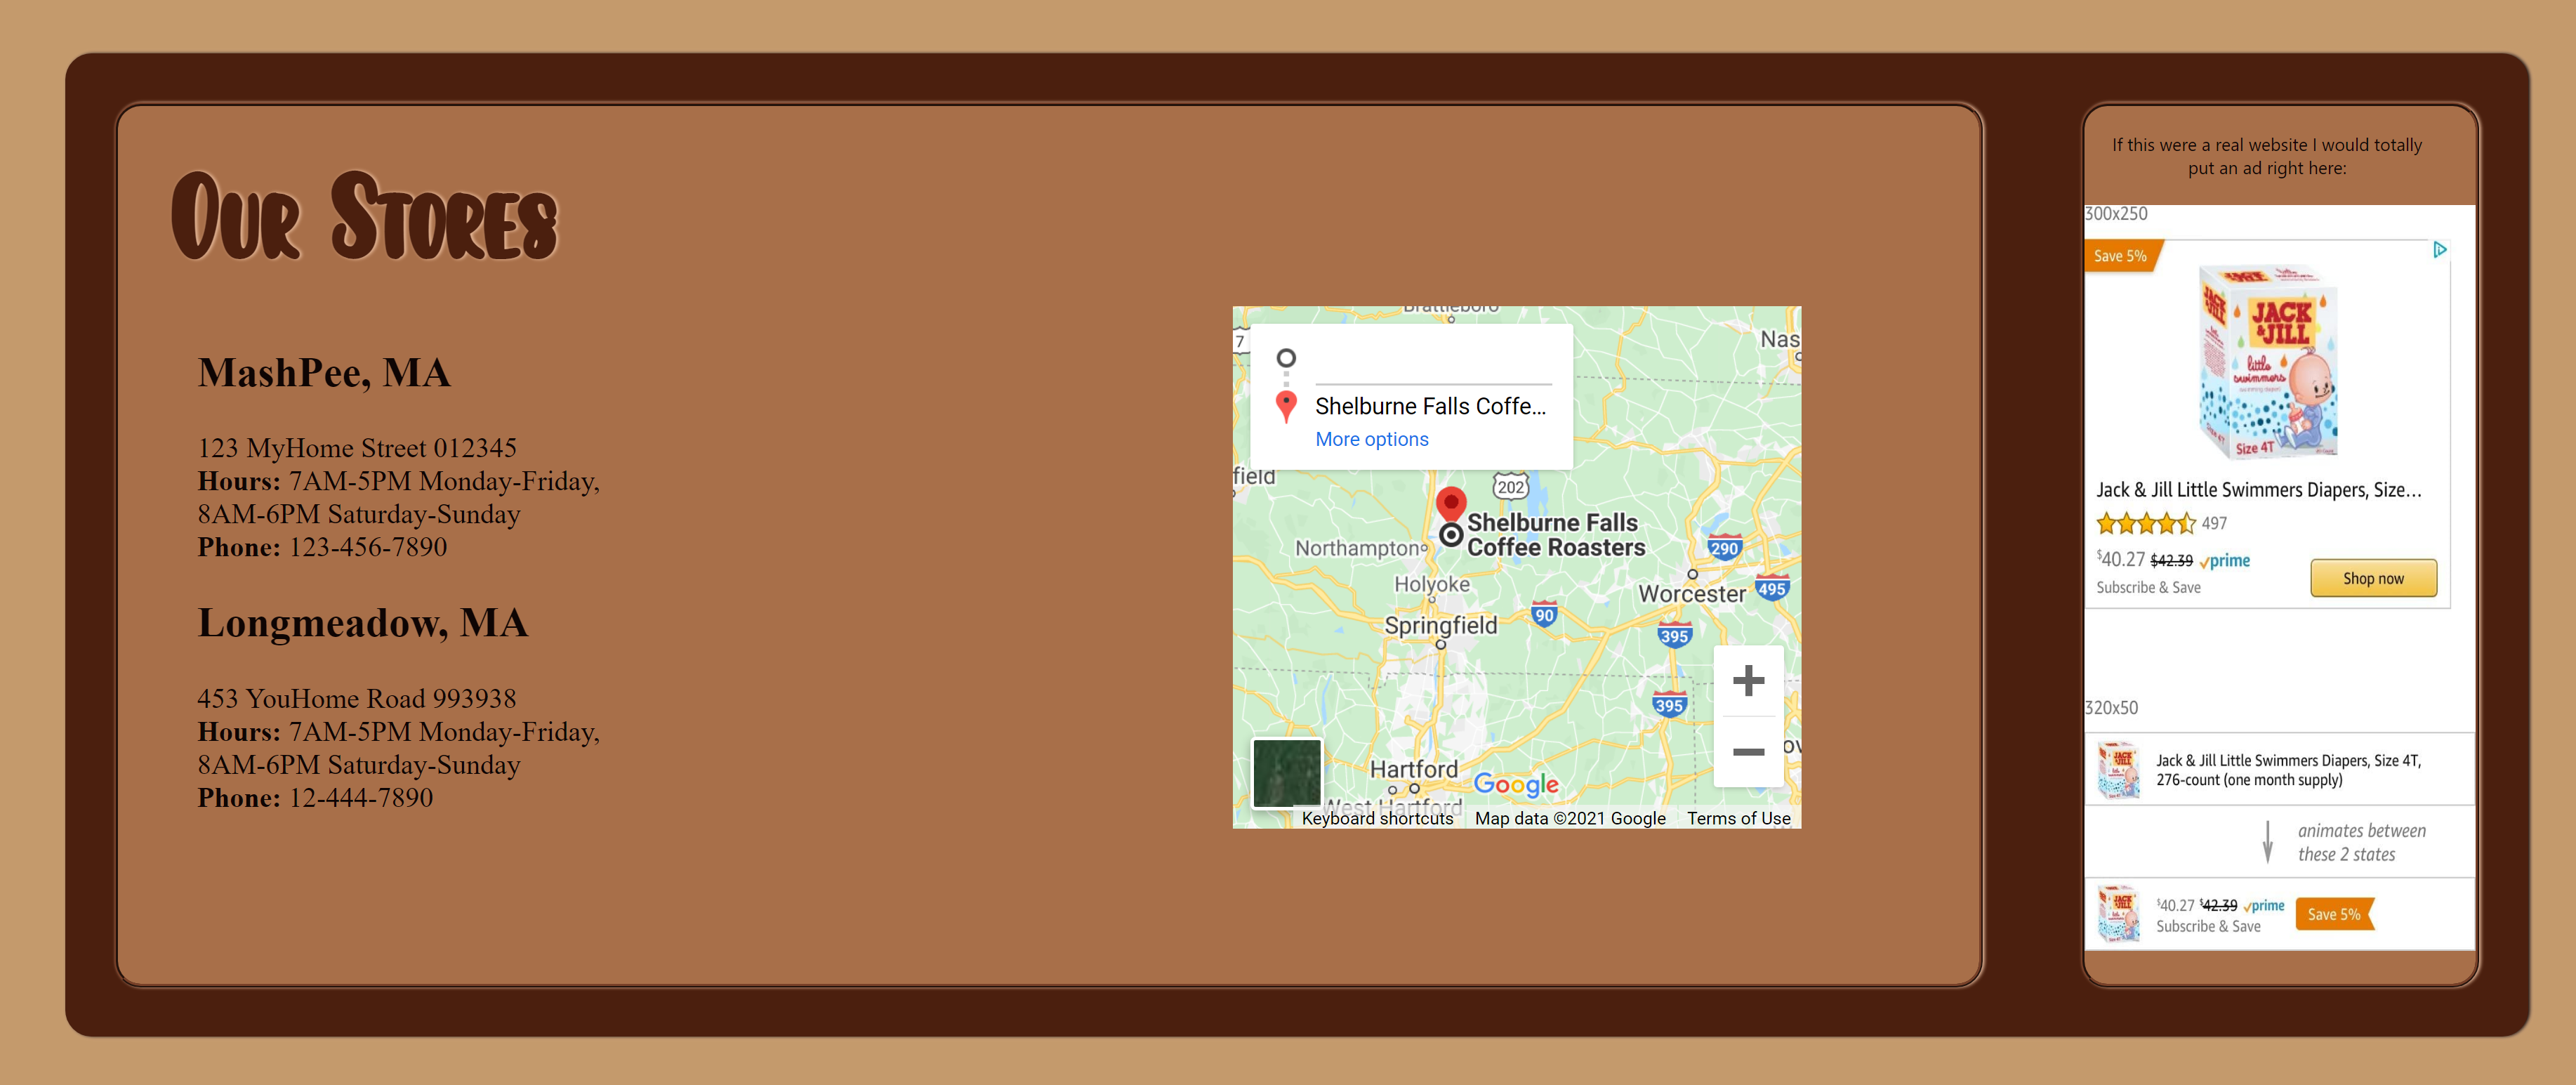 Our Stores
MashPee, MA
123 MyHome Street 012345
Hours: 7AM-5PM Monday-Friday,
8AM-6PM Saturday-Sunday
Phone: 123-456-7890
Longmeadow, MA
453 YouHome Road 993938
Hours: 7AM-5PM Monday-Friday,
8AM-6PM Saturday-Sunday
Phone: 12-444-7890
Brattleboro
7
Nas
Shelburne Falls Coffe...
More options
field
202
Shelburne Falls
Coffee Roasters
Northampton
290
Holyoke
Worcester
495
90
Springfield
395
395
+
−
Hartford
Google
West Hartford
Keyboard shortcuts Map data ©2021 Google Terms of Use
If this were a real website I would totally
put an ad right here:
300x250
Save 5%
JACK
& JILL
JACK
& JILL
little
swimmers
Size 4T
Jack & Jill Little Swimmers Diapers, Size...
497
$40.27 $42.39 prime
Subscribe & Save
Shop now
320x50
Jack & Jill Little Swimmers Diapers, Size 4T,
276-count (one month supply)
animates between
these 2 states
$40.27 $42.39 prime
Subscribe & Save
Save 5%